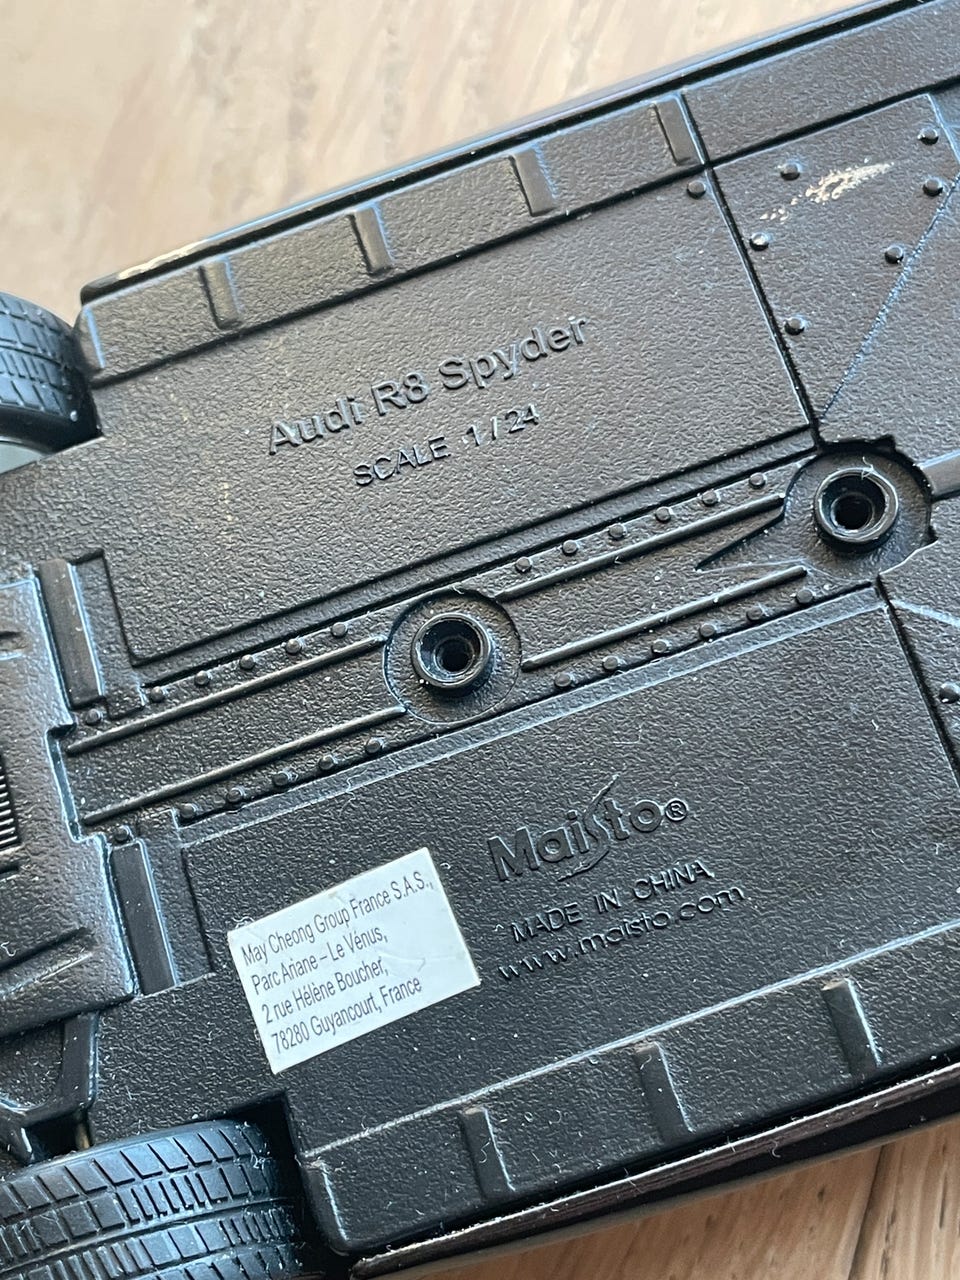 Audi R8 Spyder
SCALE 1/24
Maisto®
MADE IN CHINA
www.maisto.com
May Cheong Group France S.A.S.,
Parc Ariane – Le Vénus,
2 rue Hélène Boucher,
78280 Guyancourt, France